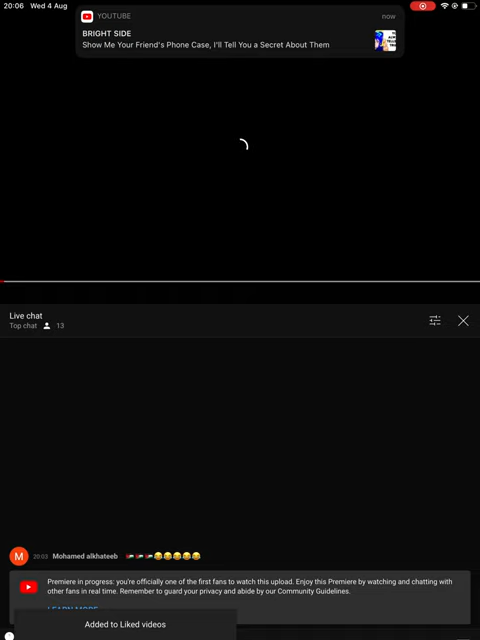 20:06 Wed 4 Aug
YOUTUBE now
BRIGHT SIDE
Show Me Your Friend's Phone Case, I'll Tell You a Secret About Them
Live chat
Top chat 13
M 20:03 Mohamed alkhateeb 🇵🇸🇵🇸🇵🇸😂😂😂😂😂
Premiere in progress: you're officially one of the first fans to watch this upload. Enjoy this Premiere by watching and chatting with
other fans in real time. Remember to guard your privacy and abide by our Community Guidelines.
LEARN MORE
Added to Liked videos